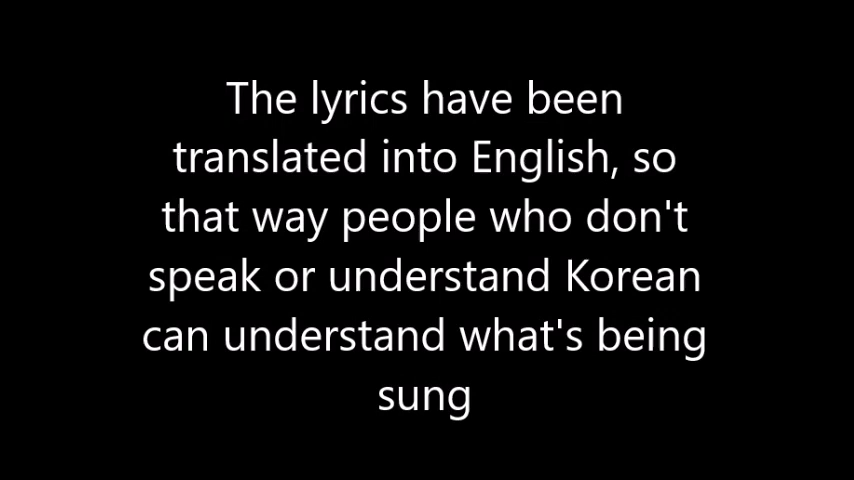 The lyrics have been
translated into English, so
that way people who don't
speak or understand Korean
can understand what's being
sung